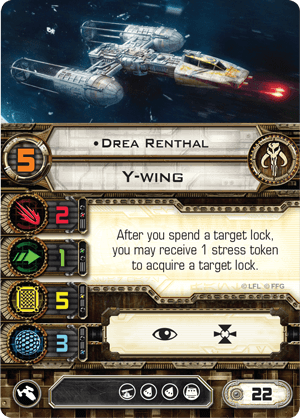 •Drea Renthal
5
Y-wing
2
After you spend a target lock,
you may receive 1 stress token
to acquire a target lock.
1
© LFL © FFG
5
3
22